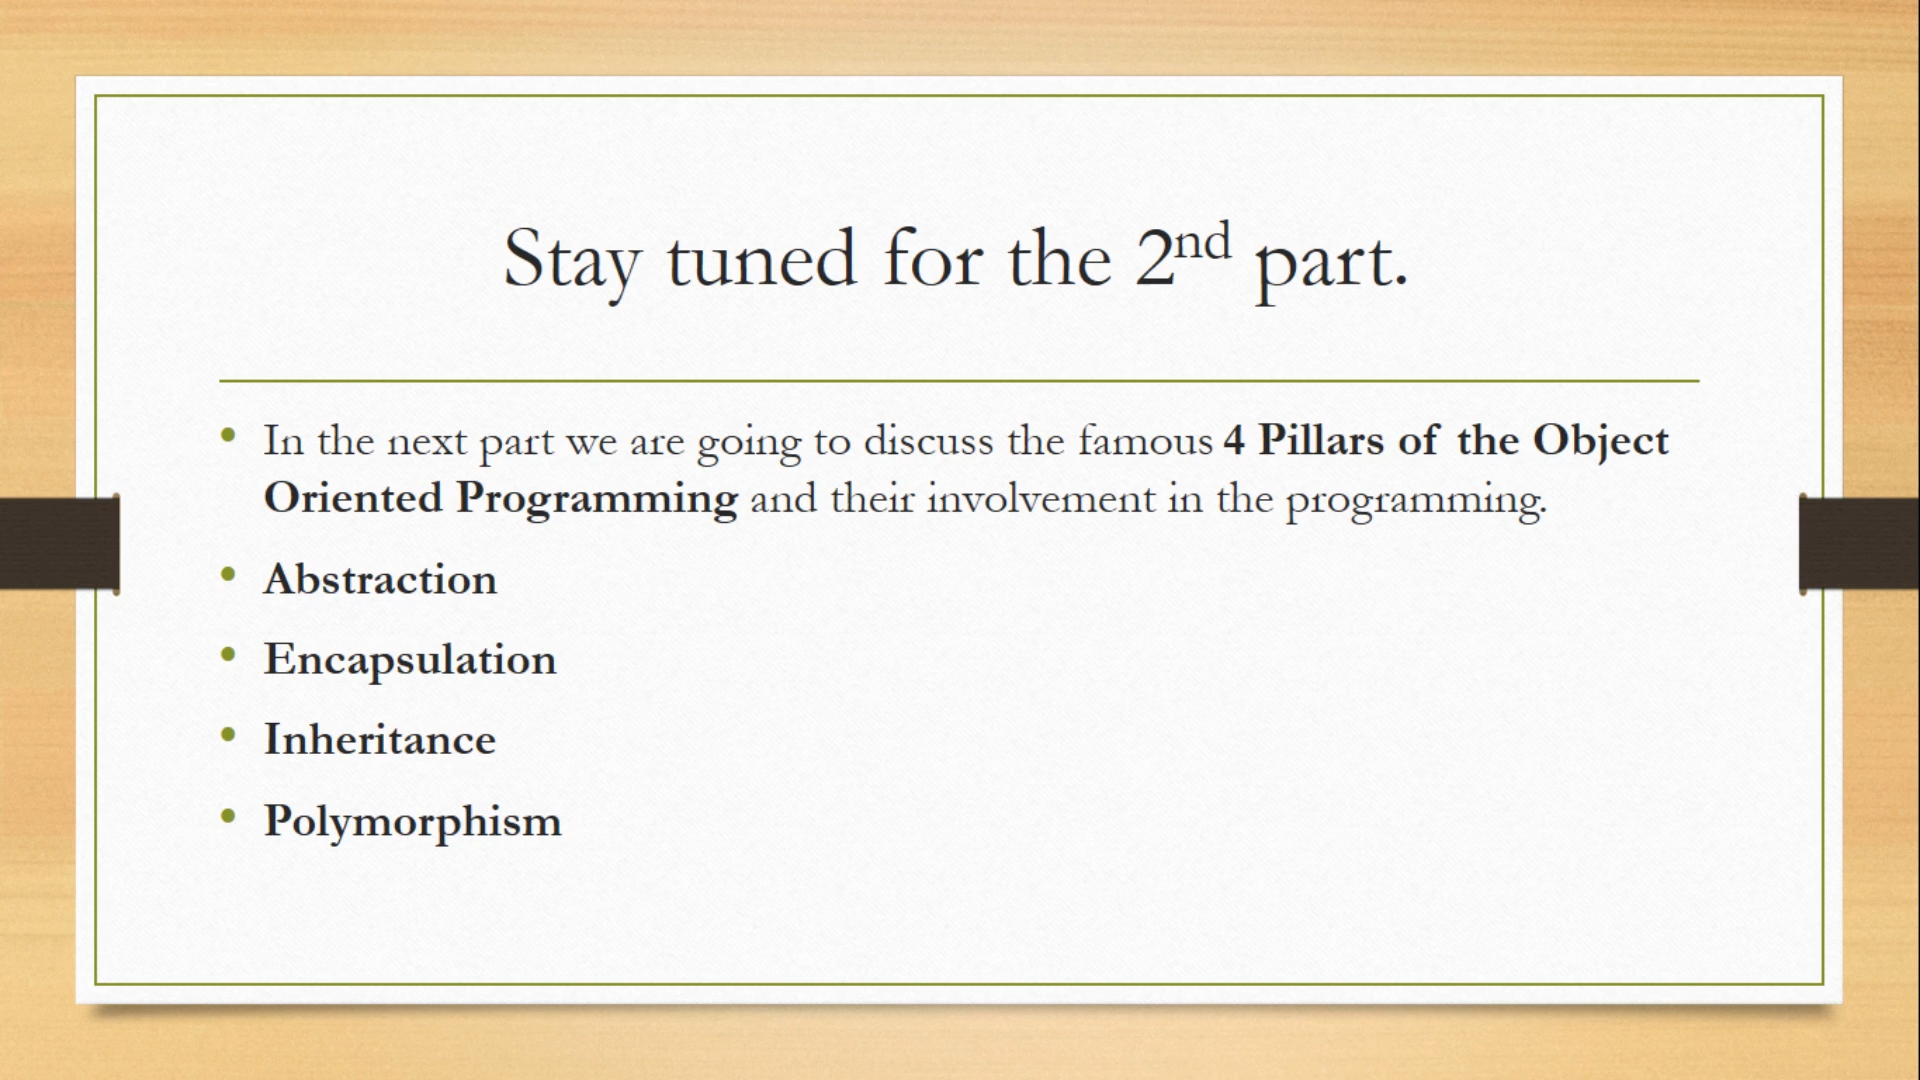 Stay tuned for the 2nd part.
• In the next part we are going to discuss the famous 4 Pillars of the Object
Oriented Programming and their involvement in the programming.
• Abstraction
• Encapsulation
• Inheritance
• Polymorphism